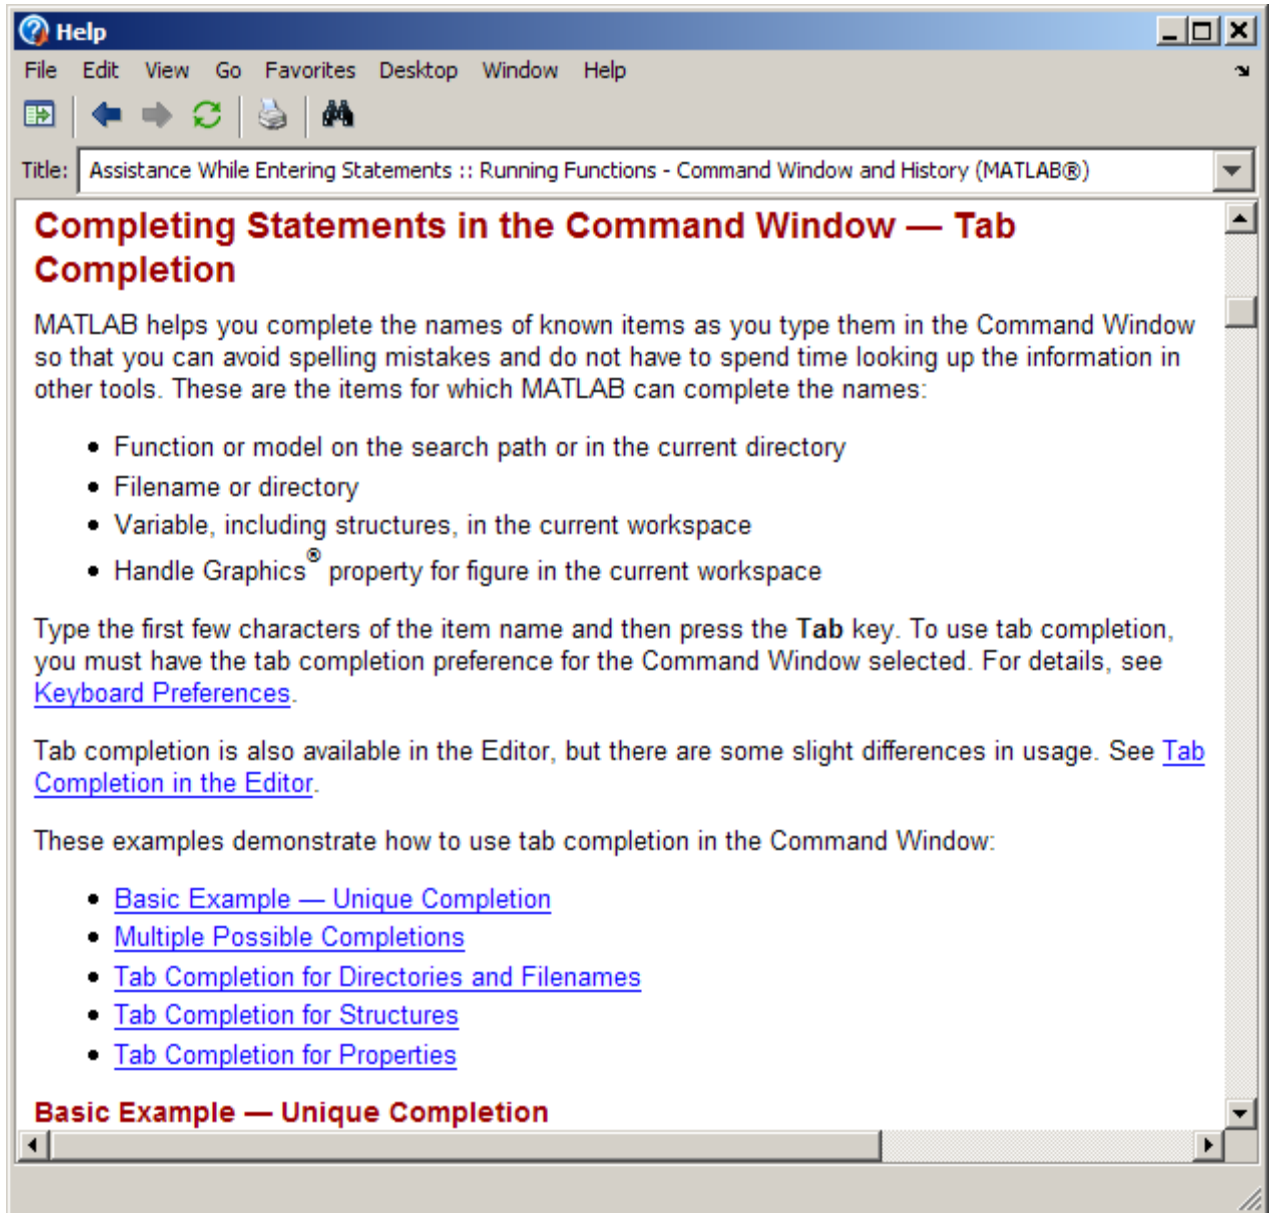 Help
File Edit View Go Favorites Desktop Window Help
Title: Assistance While Entering Statements :: Running Functions - Command Window and History (MATLAB®)
Completing Statements in the Command Window — Tab
Completion
MATLAB helps you complete the names of known items as you type them in the Command Window
so that you can avoid spelling mistakes and do not have to spend time looking up the information in
other tools. These are the items for which MATLAB can complete the names:
• Function or model on the search path or in the current directory
• Filename or directory
• Variable, including structures, in the current workspace
• Handle Graphics® property for figure in the current workspace
Type the first few characters of the item name and then press the Tab key. To use tab completion,
you must have the tab completion preference for the Command Window selected. For details, see
Keyboard Preferences.
Tab completion is also available in the Editor, but there are some slight differences in usage. See Tab
Completion in the Editor.
These examples demonstrate how to use tab completion in the Command Window:
• Basic Example — Unique Completion
• Multiple Possible Completions
• Tab Completion for Directories and Filenames
• Tab Completion for Structures
• Tab Completion for Properties
Basic Example — Unique Completion